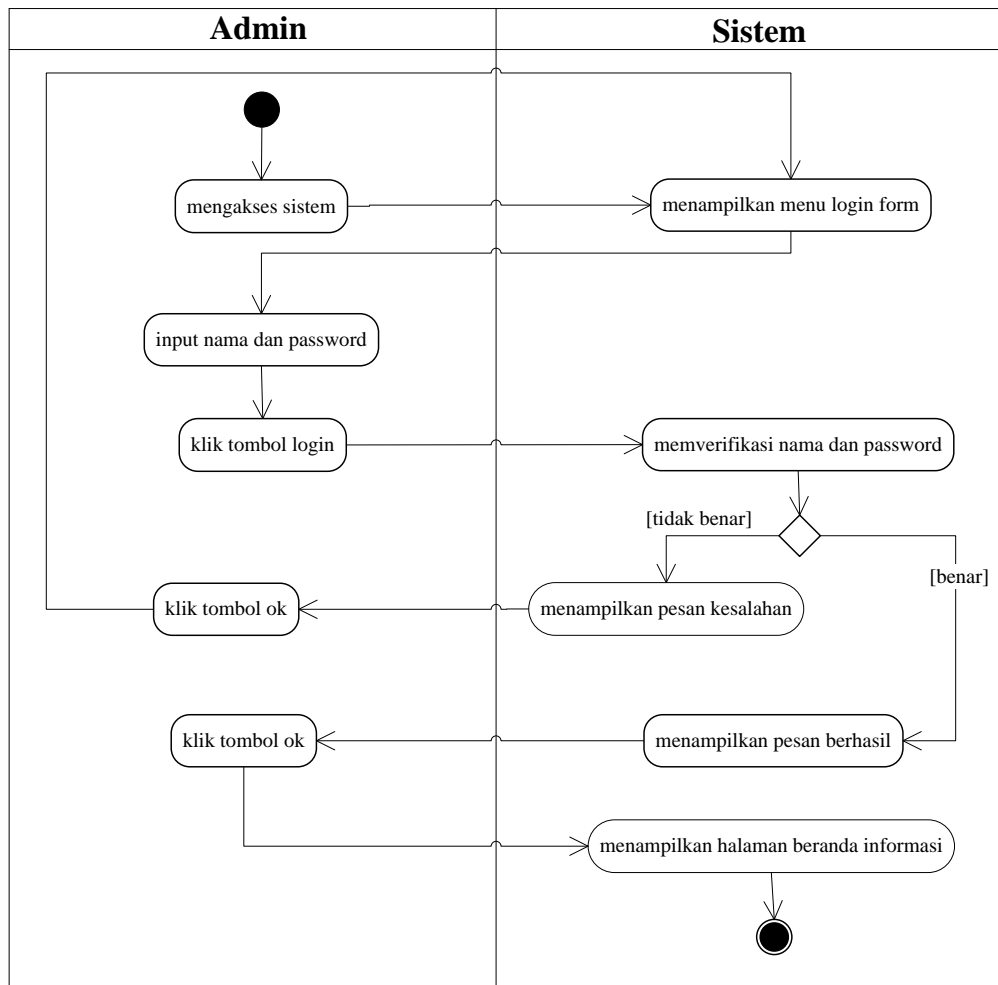 Admin
Sistem
mengakses sistem
menampilkan menu login form
input nama dan password
klik tombol login
memverifikasi nama dan password
[tidak benar]
[benar]
klik tombol ok
menampilkan pesan kesalahan
klik tombol ok
menampilkan pesan berhasil
menampilkan halaman beranda informasi